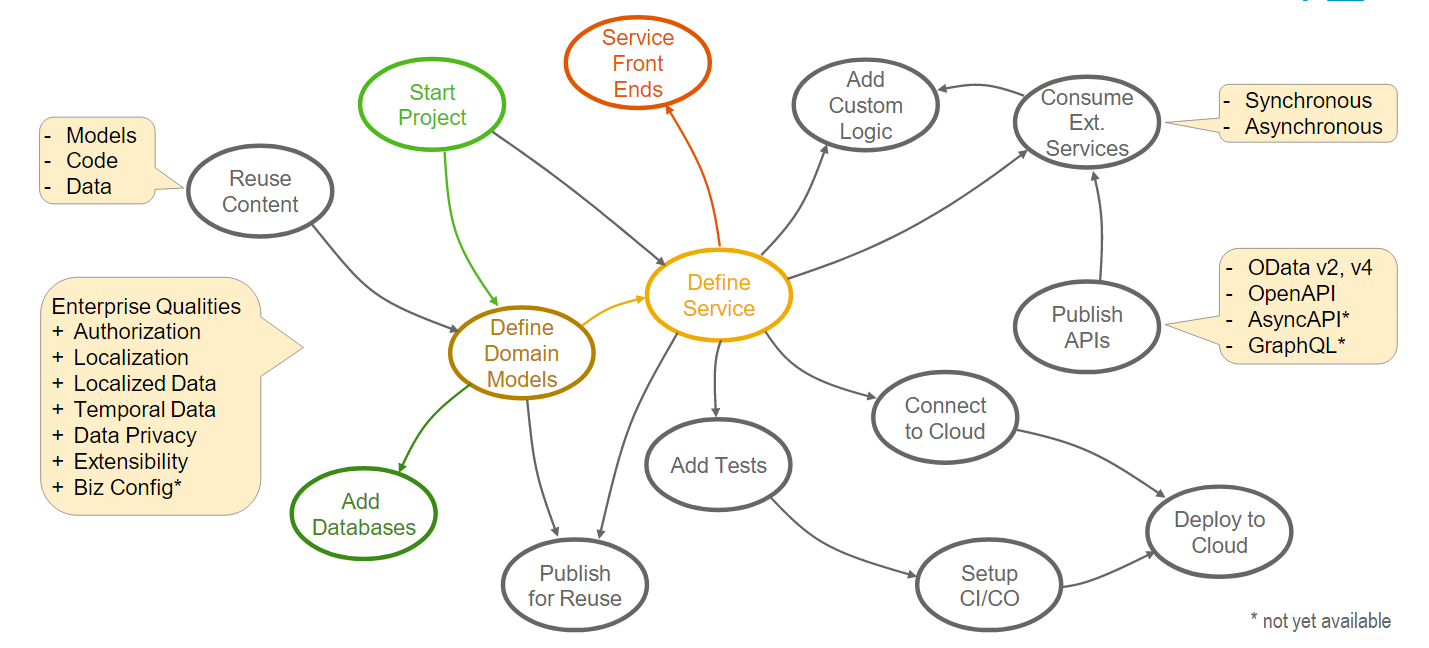 Service
Front
Ends
Start
Project
Add
Custom
Logic
Consume
Ext.
Services
- Synchronous
- Asynchronous
- Models
- Code
- Data
Reuse
Content
Define
Service
- OData v2, v4
- OpenAPI
- AsyncAPI*
- GraphQL*
Publish
APIs
Enterprise Qualities
+ Authorization
+ Localization
+ Localized Data
+ Temporal Data
+ Data Privacy
+ Extensibility
+ Biz Config*
Define
Domain
Models
Connect
to Cloud
Add Tests
Add
Databases
Deploy to
Cloud
Publish
for Reuse
Setup
CI/CO
* not yet available